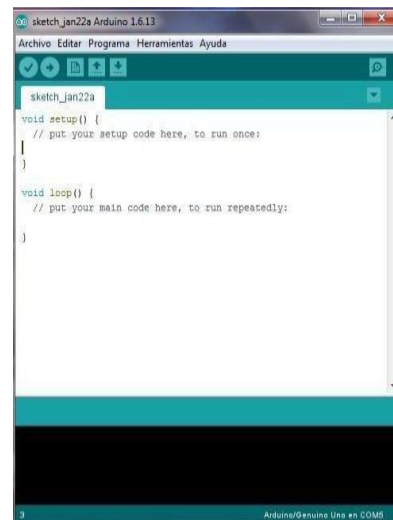 sketch_jan22a Arduino 1.6.13
Archivo Editar Programa Herramientas Ayuda
sketch_jan22a
void setup() {
// put your setup code here, to run once:
}
void loop() {
// put your main code here, to run repeatedly:
}
3 Arduino/Genuino Uno en COM5